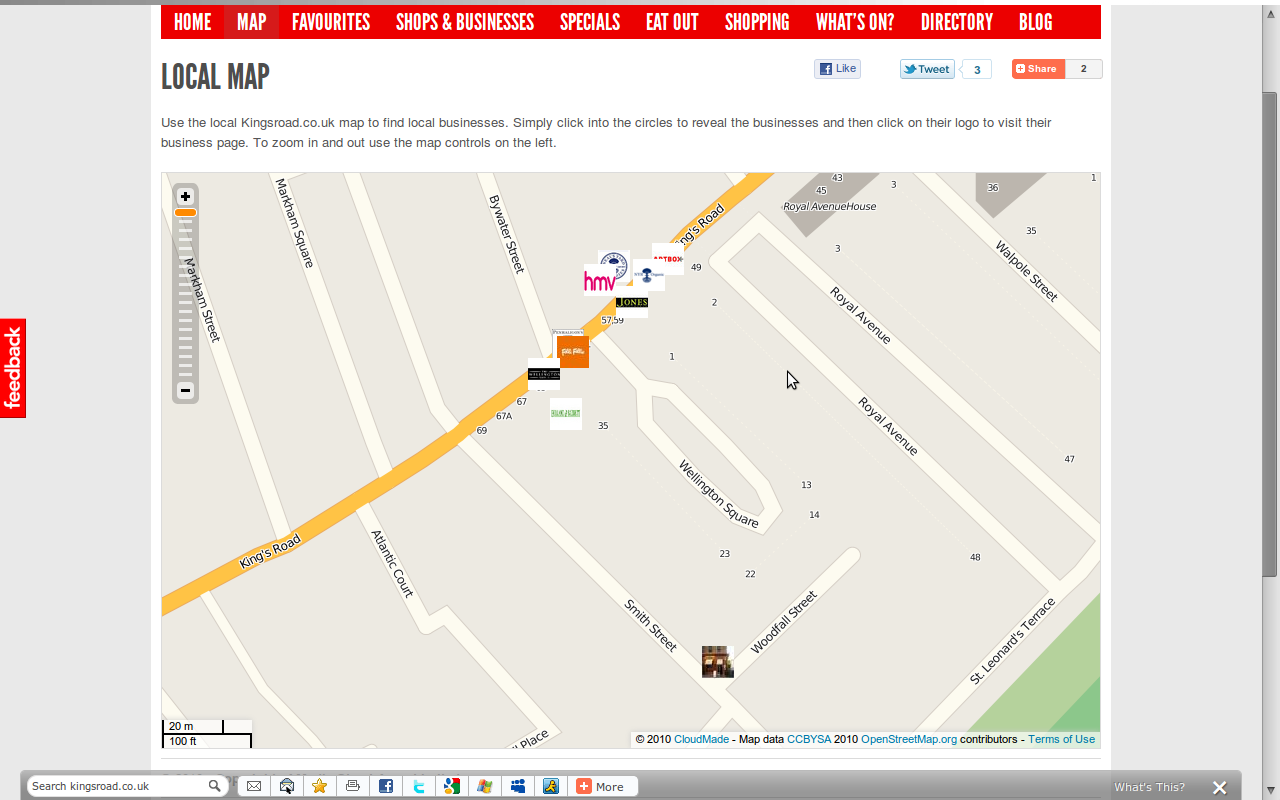 HOME MAP FAVOURITES SHOPS & BUSINESSES SPECIALS EAT OUT SHOPPING WHAT'S ON? DIRECTORY BLOG
LOCAL MAP
Like
Tweet 3
Share 2
Use the local Kingsroad.co.uk map to find local businesses. Simply click into the circles to reveal the businesses and then click on their logo to visit their
business page. To zoom in and out use the map controls on the left.
feedback
43
45
3
36
1
Royal AvenueHouse
35
3
Markham Square
Bywater Street
Markham Street
Walpole Street
49
hmv
2
JONES
57,59
Royal Avenue
1
67
67A
69
35
Royal Avenue
47
Wellington Square
13
14
King's Road
Atlantic Court
23
22
48
Smith Street
Woodfall Street
St. Leonard's Terrace
20 m
100 ft
Place
© 2010 CloudMade - Map data CCBYSA 2010 OpenStreetMap.org contributors - Terms of Use
Search kingsroad.co.uk
More
What's This?